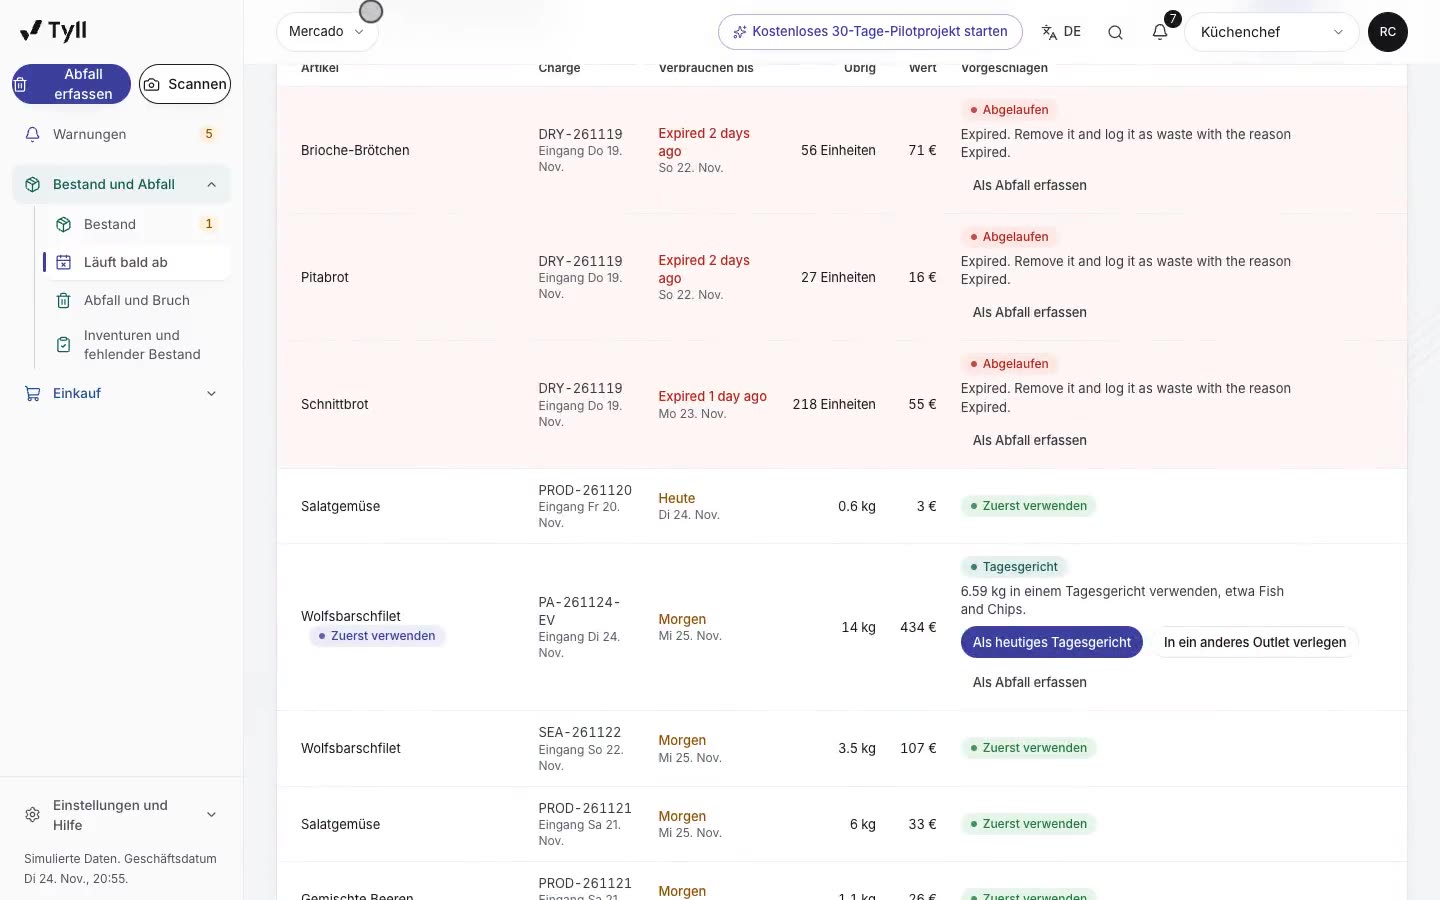 Tyll
Mercado
Kostenloses 30-Tage-Pilotprojekt starten
DE
7
Küchenchef
RC
Abfall
erfassen
Scannen
Warnungen
5
Bestand und Abfall
Bestand
1
Läuft bald ab
Abfall und Bruch
Inventuren und
fehlender Bestand
Einkauf
Einstellungen und
Hilfe
Simulierte Daten. Geschäftsdatum
Di 24. Nov., 20:55.
Artikel Charge Verbrauchen bis Übrig Wert Vorgeschlagen
Brioche-Brötchen
DRY-261119
Eingang Do 19.
Nov.
Expired 2 days
ago
So 22. Nov.
56 Einheiten
71 €
Abgelaufen
Expired. Remove it and log it as waste with the reason
Expired.
Als Abfall erfassen
Pitabrot
DRY-261119
Eingang Do 19.
Nov.
Expired 2 days
ago
So 22. Nov.
27 Einheiten
16 €
Abgelaufen
Expired. Remove it and log it as waste with the reason
Expired.
Als Abfall erfassen
Schnittbrot
DRY-261119
Eingang Do 19.
Nov.
Expired 1 day ago
Mo 23. Nov.
218 Einheiten
55 €
Abgelaufen
Expired. Remove it and log it as waste with the reason
Expired.
Als Abfall erfassen
Salatgemüse
PROD-261120
Eingang Fr 20.
Nov.
Heute
Di 24. Nov.
0.6 kg
3 €
Zuerst verwenden
Wolfsbarschfilet
Zuerst verwenden
PA-261124-
EV
Eingang Di 24.
Nov.
Morgen
Mi 25. Nov.
14 kg
434 €
Tagesgericht
6.59 kg in einem Tagesgericht verwenden, etwa Fish
and Chips.
Als heutiges Tagesgericht
In ein anderes Outlet verlegen
Als Abfall erfassen
Wolfsbarschfilet
SEA-261122
Eingang So 22.
Nov.
Morgen
Mi 25. Nov.
3.5 kg
107 €
Zuerst verwenden
Salatgemüse
PROD-261121
Eingang Sa 21.
Nov.
Morgen
Mi 25. Nov.
6 kg
33 €
Zuerst verwenden
Gemischte Beeren
PROD-261121
Eingang Sa 21.
Morgen
1.1 kg
26 €
Zuerst verwenden